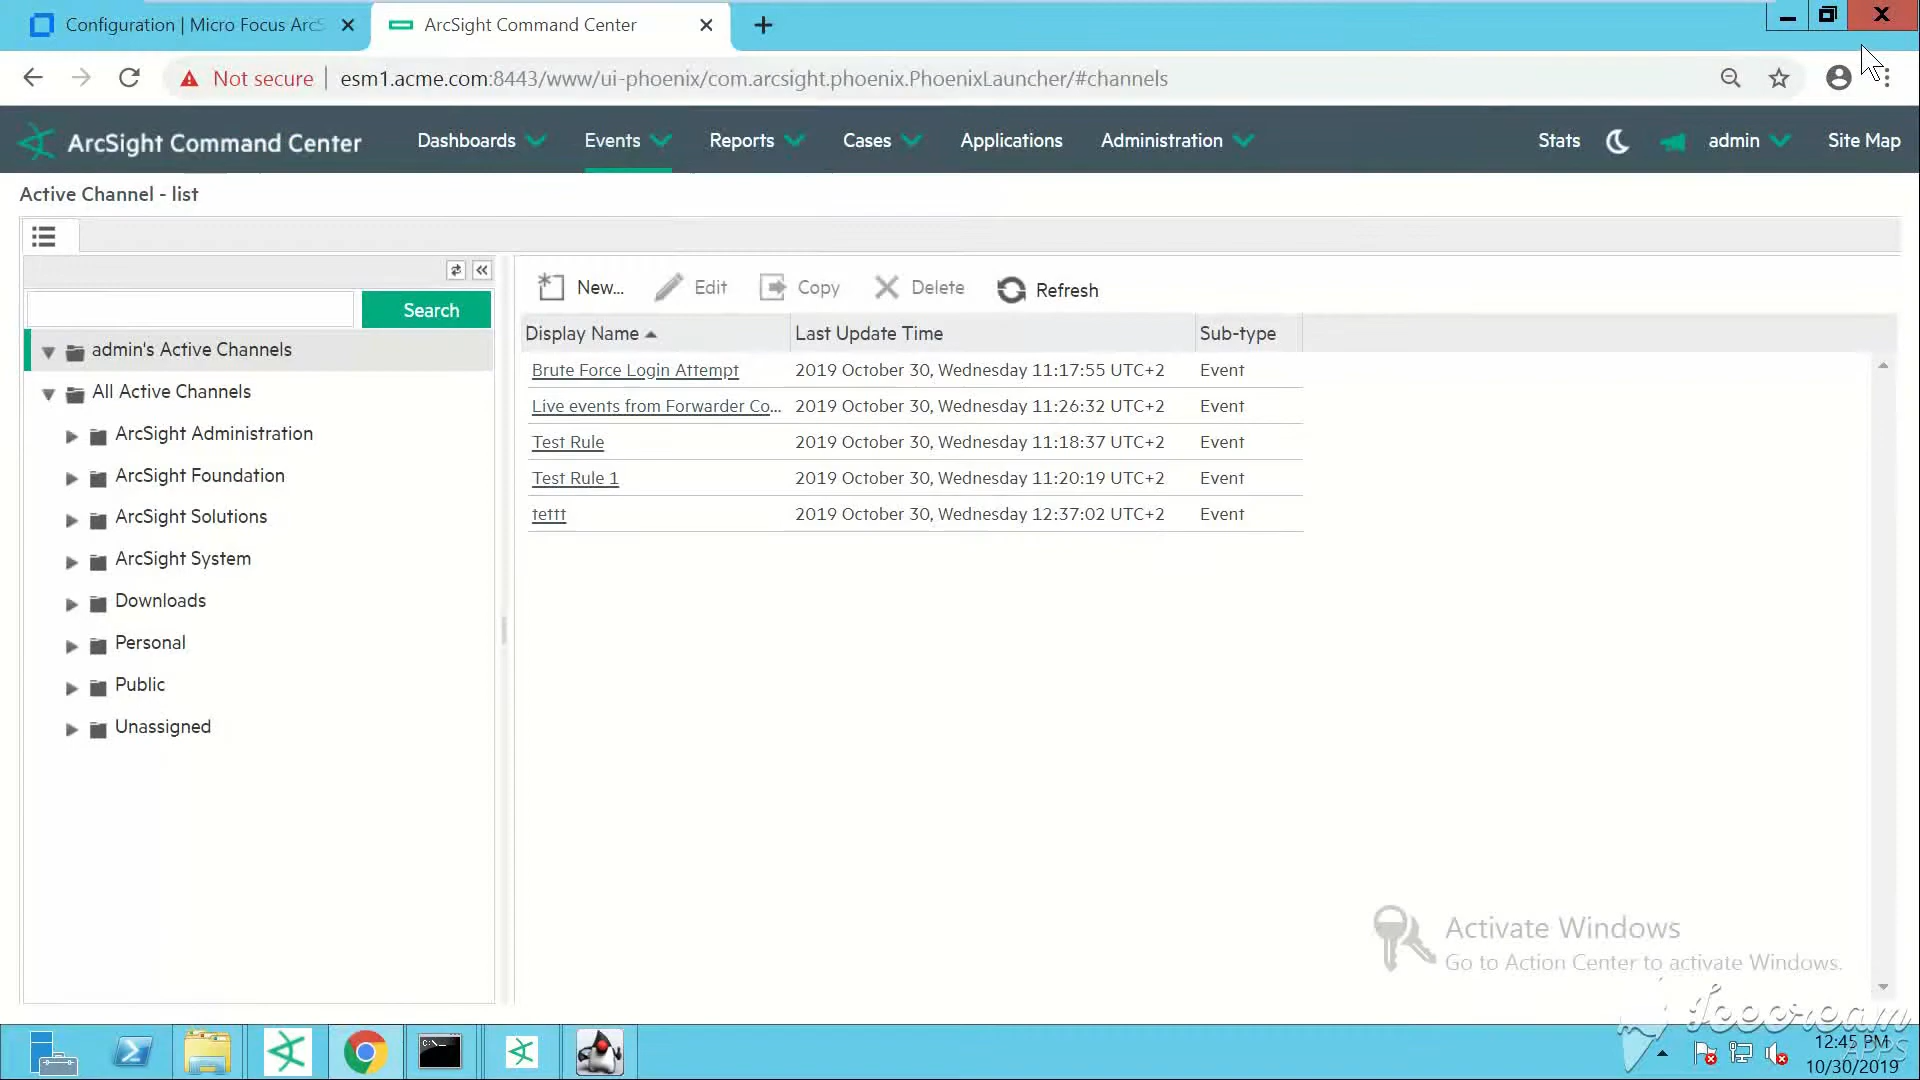 Configuration | Micro Focus ArcS
ArcSight Command Center
Not secure
esm1.acme.com:8443/www/ui-phoenix/com.arcsight.phoenix.PhoenixLauncher/#channels
ArcSight Command Center
Dashboards
Events
Reports
Cases
Applications
Administration
Stats
admin
Site Map
Active Channel - list
Search
New...
Edit
Copy
Delete
Refresh
Display Name
Last Update Time
Sub-type
admin's Active Channels
All Active Channels
ArcSight Administration
ArcSight Foundation
ArcSight Solutions
ArcSight System
Downloads
Personal
Public
Unassigned
Brute Force Login Attempt 2019 October 30, Wednesday 11:17:55 UTC+2 Event
Live events from Forwarder Co... 2019 October 30, Wednesday 11:26:32 UTC+2 Event
Test Rule 2019 October 30, Wednesday 11:18:37 UTC+2 Event
Test Rule 1 2019 October 30, Wednesday 11:20:19 UTC+2 Event
tettt 2019 October 30, Wednesday 12:37:02 UTC+2 Event
Activate Windows
Go to Action Center to activate Windows.
Icecream
APPS
12:45 PM
10/30/2019